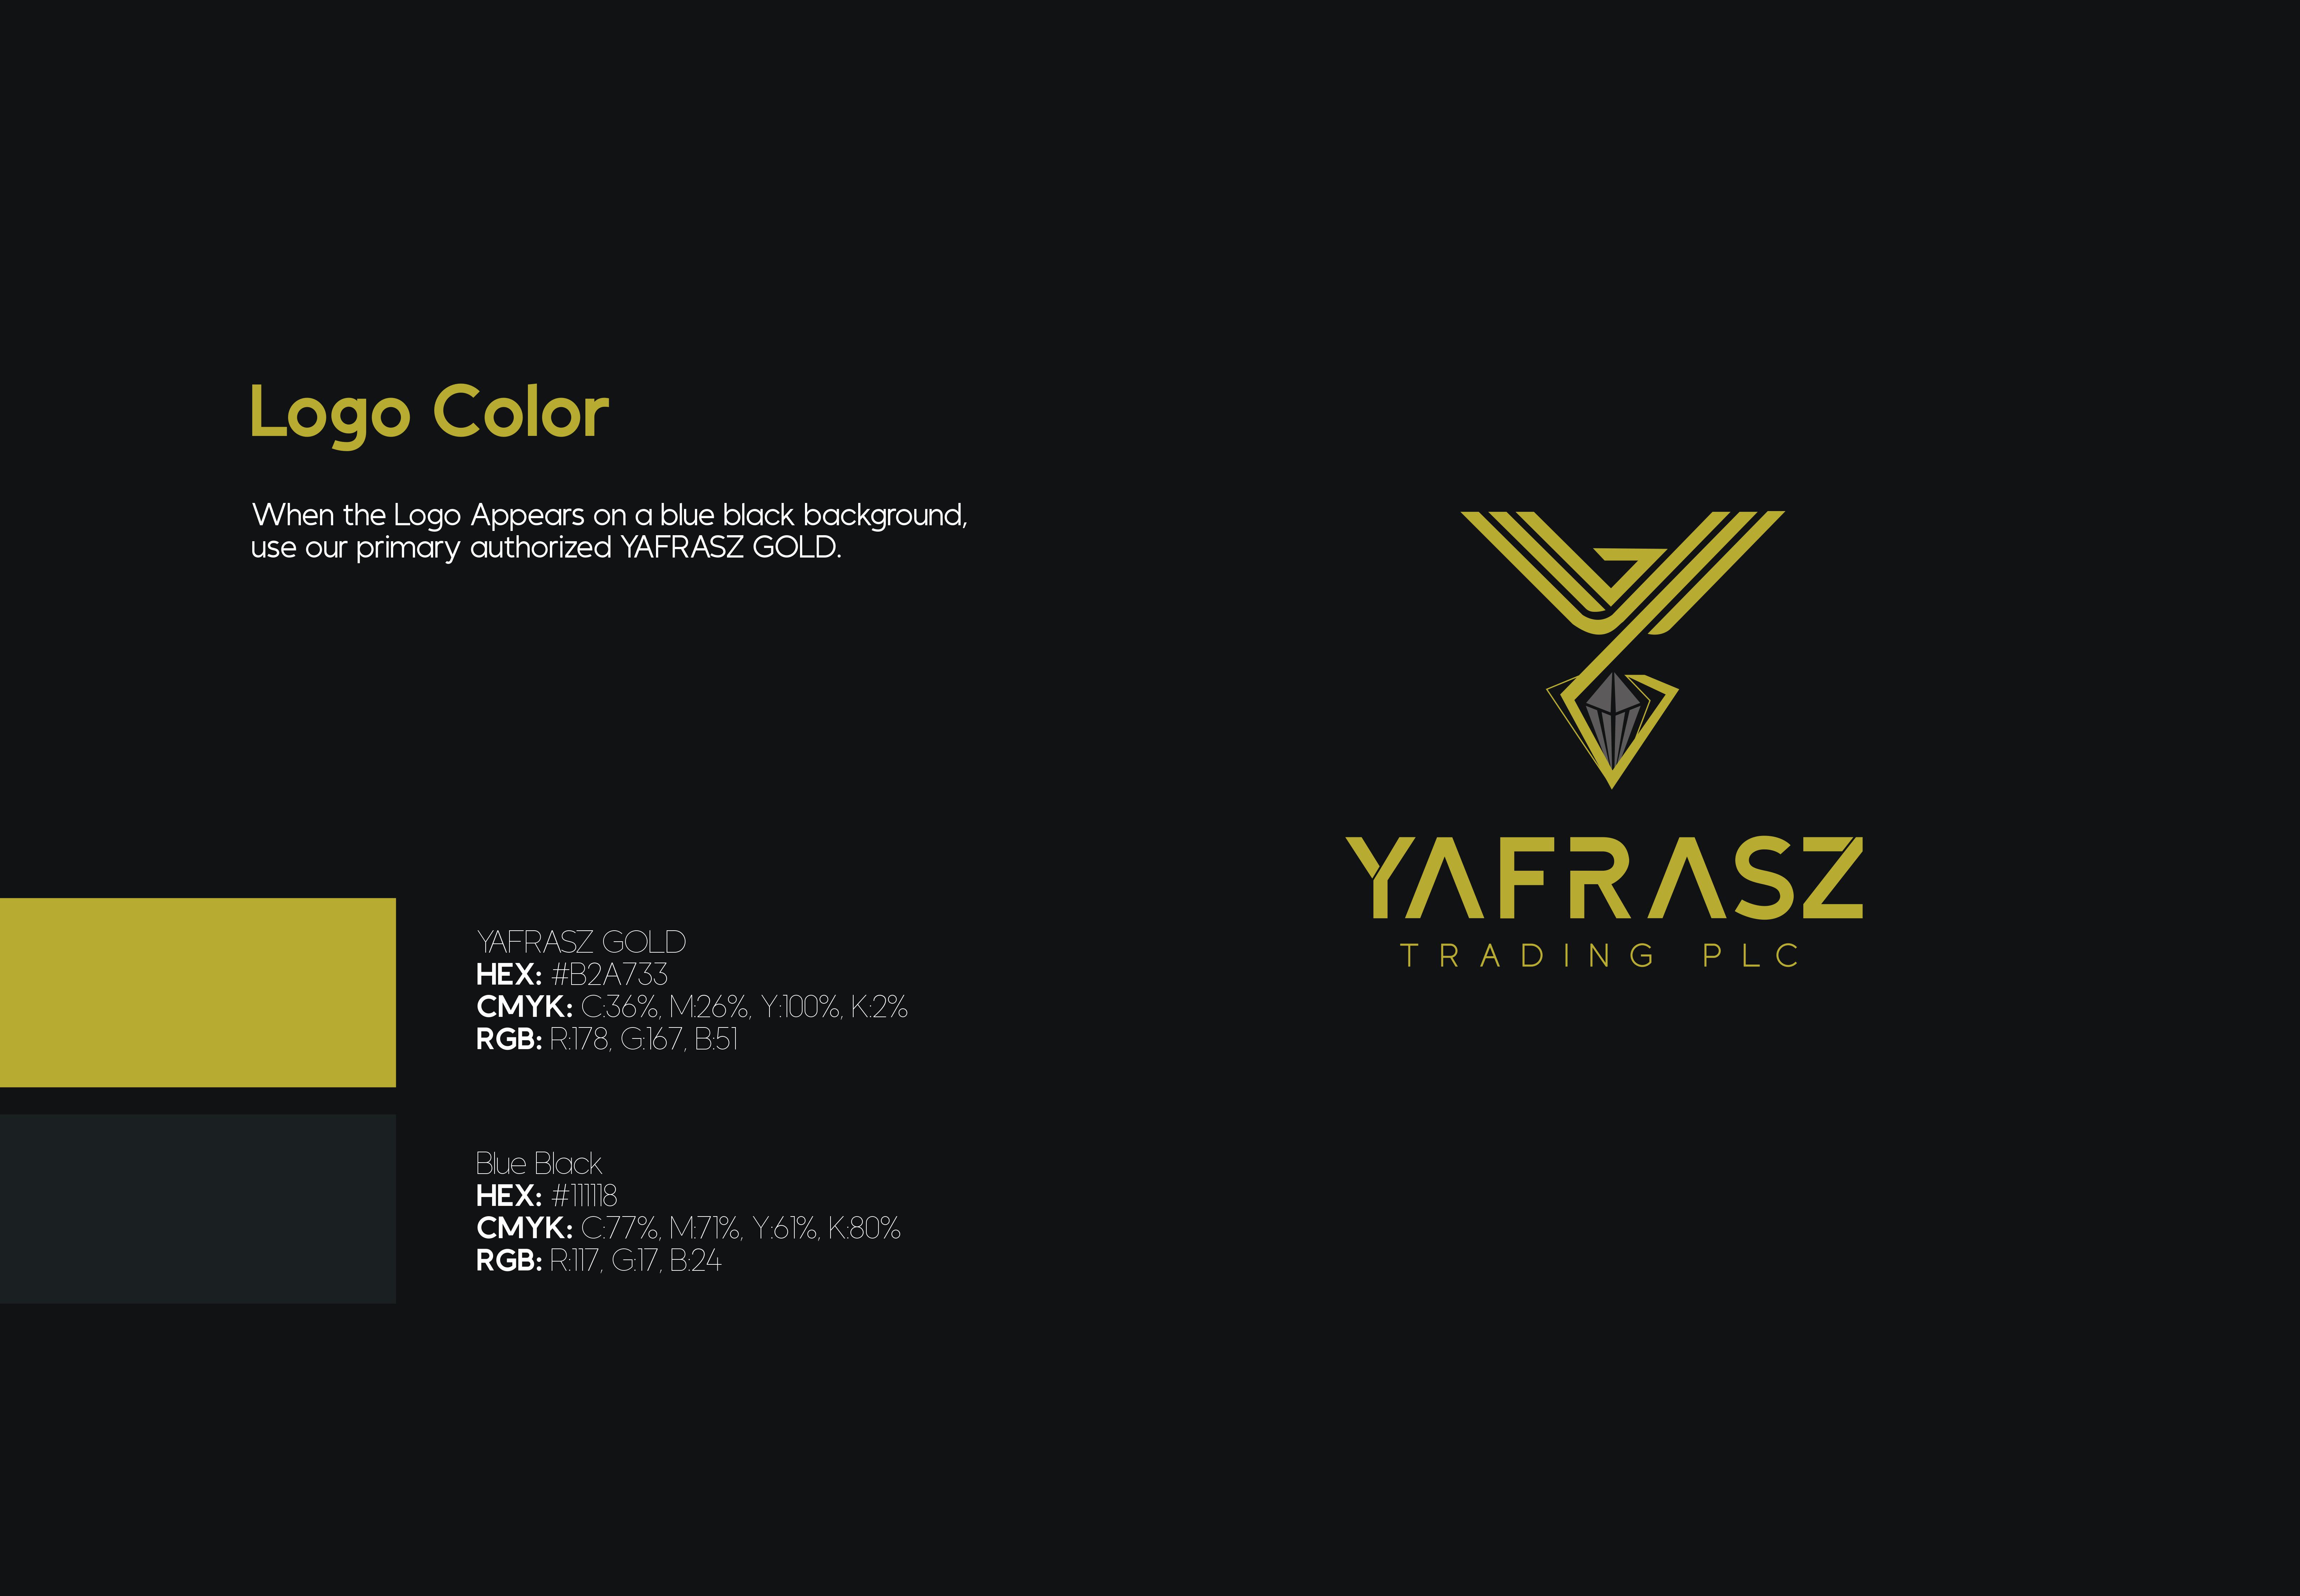 Logo Color
When the Logo Appears on a blue black background,
use our primary authorized YAFRASZ GOLD.
YAFRASZ GOLD
HEX: #B2A733
CMYK: C:36%, M:26%, Y:100%, K:2%
RGB: R:178, G:167, B:51
Blue Black
HEX: #111118
CMYK: C:77%, M:71%, Y:61%, K:80%
RGB: R:117, G:17, B:24
YAFRASZ
TRADING PLC